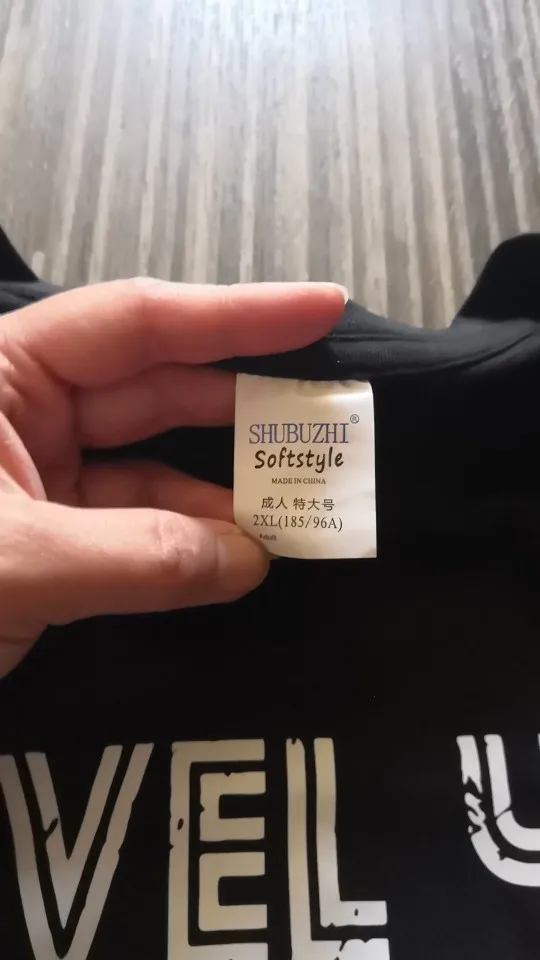 SHUBUZHI®
Softstyle
MADE IN CHINA
成人 特大号
2XL(185/96A)
VEL U